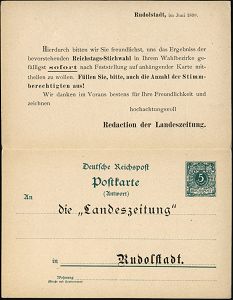 Rudolstadt, im Juni 1890.
Hierdurch bitten wir Sie freundlichst, uns das Ergebniss der
bevorstehenden Reichstags-Stichwahl in Ihrem Wahlbezirke ge-
fälligst sofort nach Feststellung auf anhängender Karte mit-
theilen zu wollen. Füllen Sie, bitte, auch die Anzahl der Stimm-
berechtigten aus!
Wir danken im Voraus bestens für Ihre Freundlichkeit und
zeichnen
hochachtungsvoll
Redaction der Landeszeitung.
Deutsche Reichspost
Postkarte
(Antwort)
5
An
die „Landeszeitung"
in Rudolstadt.
Wohnung